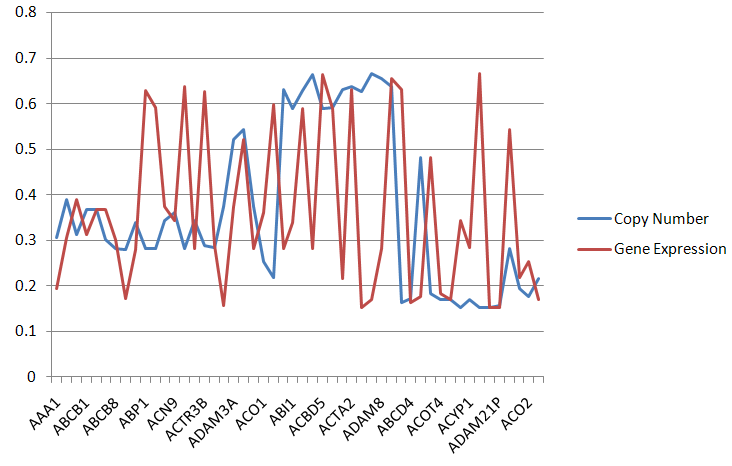 0.8
0.7
0.6
0.5
0.4
0.3
0.2
0.1
0
AAA1
ABCB1
ABCB8
ABP1
ACN9
ACTR3B
ADAM3A
ACO1
ABI1
ACBD5
ACTA2
ADAM8
ABCD4
ACOT4
ACYP1
ADAM21P
ACO2
Copy Number
Gene Expression